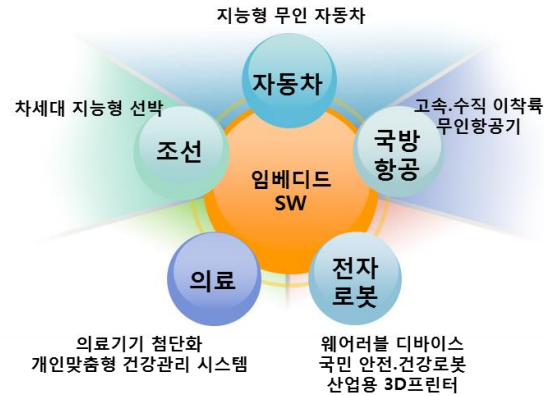 지능형 무인 자동차
자동차
차세대 지능형 선박
조선
고속.수직 이착륙
무인항공기
국방
항공
임베디드
SW
의료
전자
로봇
의료기기 첨단화
개인맞춤형 건강관리 시스템
웨어러블 디바이스
국민 안전.건강로봇
산업용 3D프린터